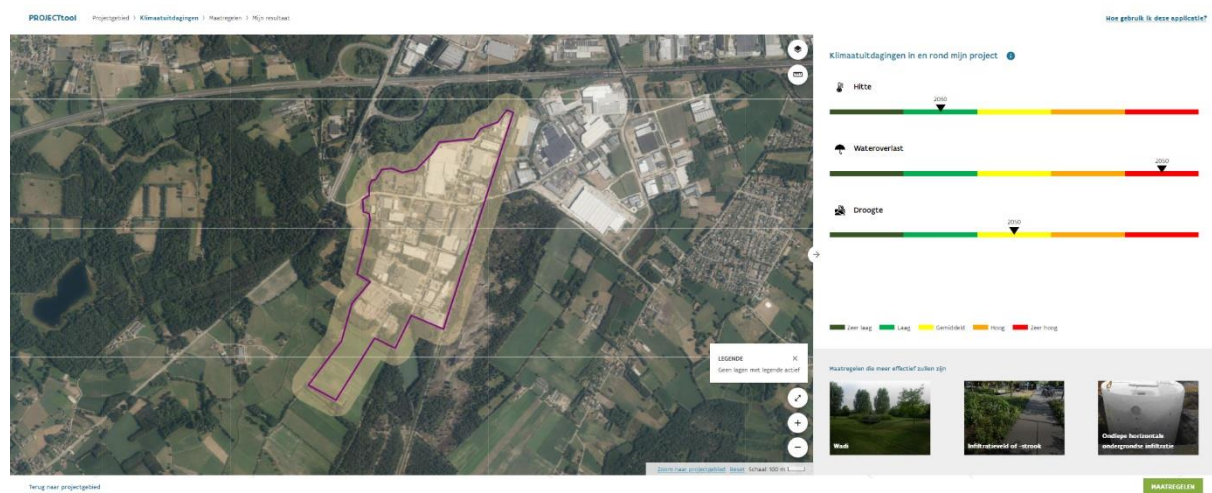 PROJECTtool Projectgebied > Klimaatuitdagingen > Maatregelen > Mijn resultaat
Hoe gebruik ik deze applicatie?
Klimaatuitdagingen in en rond mijn project
Hitte
2050
Wateroverlast
2050
Droogte
2050
Zeer laag Laag Gemiddeld Hoog Zeer hoog
LEGENDE
Geen lagen met legende actief
Zoom naar projectgebied Reset Schaal 100 m
Maatregelen die meer effectief zullen zijn
Wadi
Infiltratieveld of -strook
Ondiepe horizontale
ondergrondse infiltratie
Terug naar projectgebied
MAATREGELEN